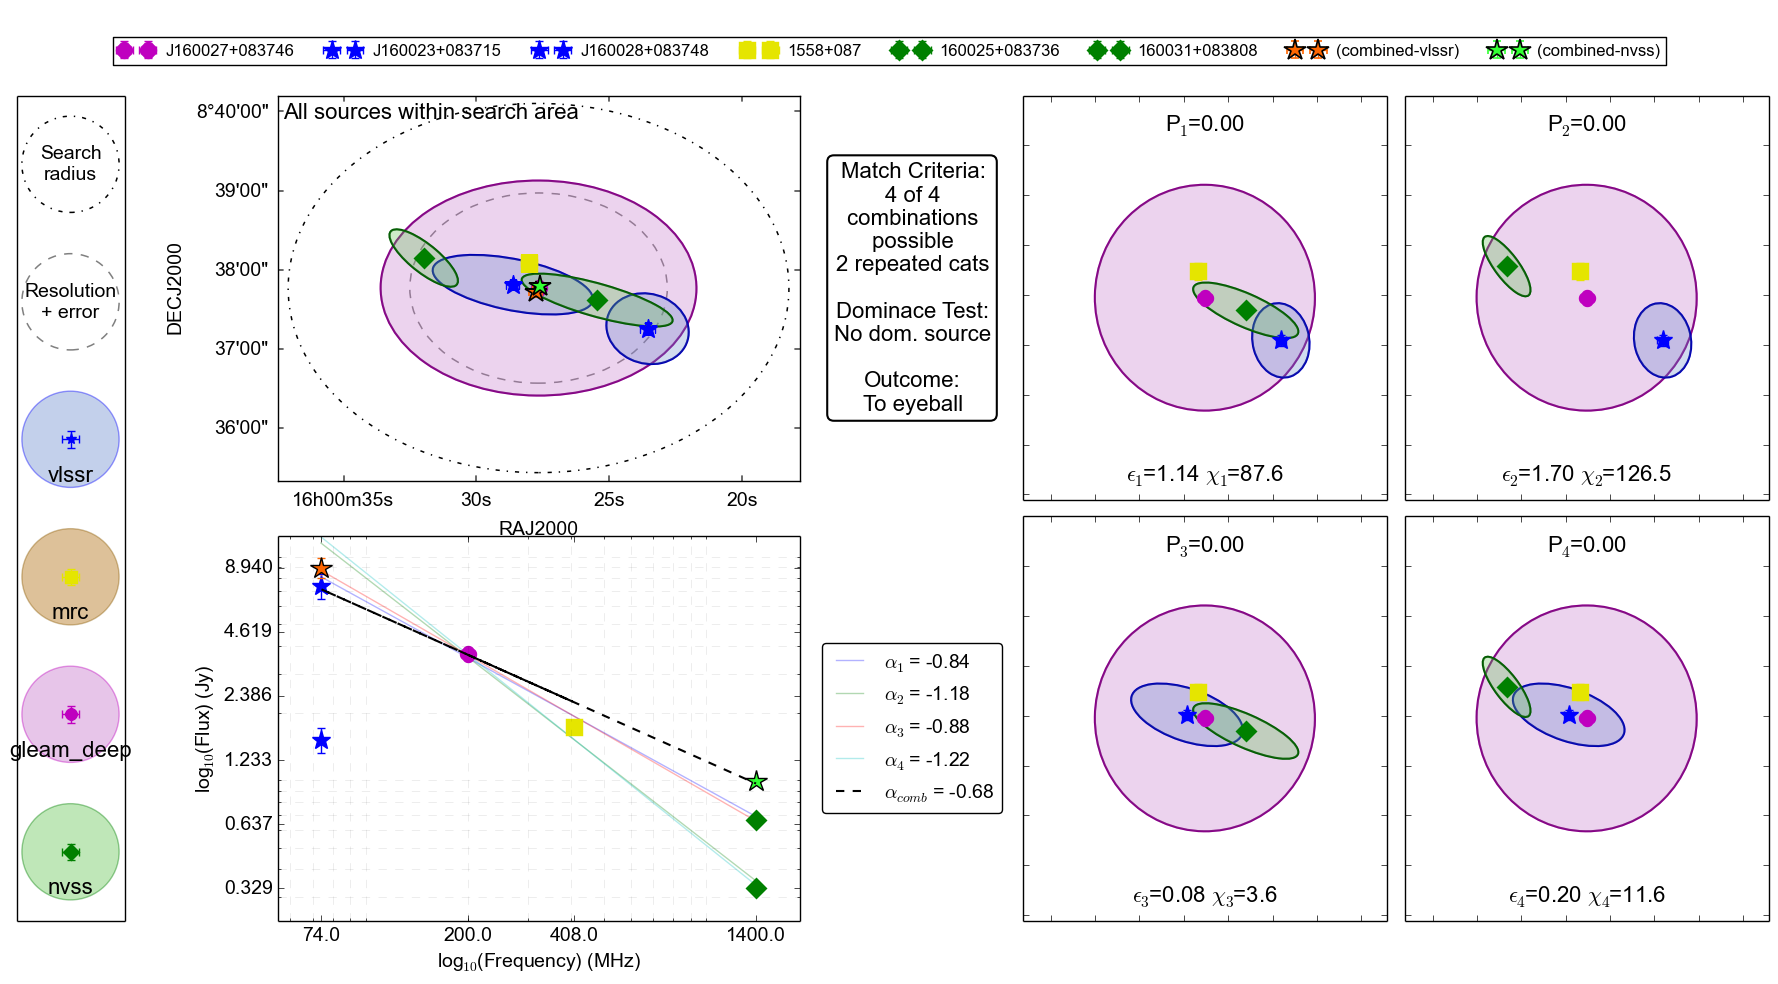 J160027+083746 J160023+083715 J160028+083748 1558+087 160025+083736 160031+083808 (combined-vlssr) (combined-nvss)
Search
radius
Resolution
+ error
vlssr
mrc
gleam_deep
nvss
All sources within search area
8°40'00"
39'00"
38'00"
37'00"
36'00"
DECJ2000
16h00m35s 30s 25s 20s
RAJ2000
Match Criteria:
4 of 4
combinations
possible
2 repeated cats
Dominace Test:
No dom. source
Outcome:
To eyeball
P1=0.00
ϵ1=1.14 χ1=87.6
P2=0.00
ϵ2=1.70 χ2=126.5
8.940
4.619
2.386
1.233
0.637
0.329
log10(Flux) (Jy)
74.0 200.0 408.0 1400.0
log10(Frequency) (MHz)
α1 = -0.84
α2 = -1.18
α3 = -0.88
α4 = -1.22
αcomb = -0.68
P3=0.00
ϵ3=0.08 χ3=3.6
P4=0.00
ϵ4=0.20 χ4=11.6